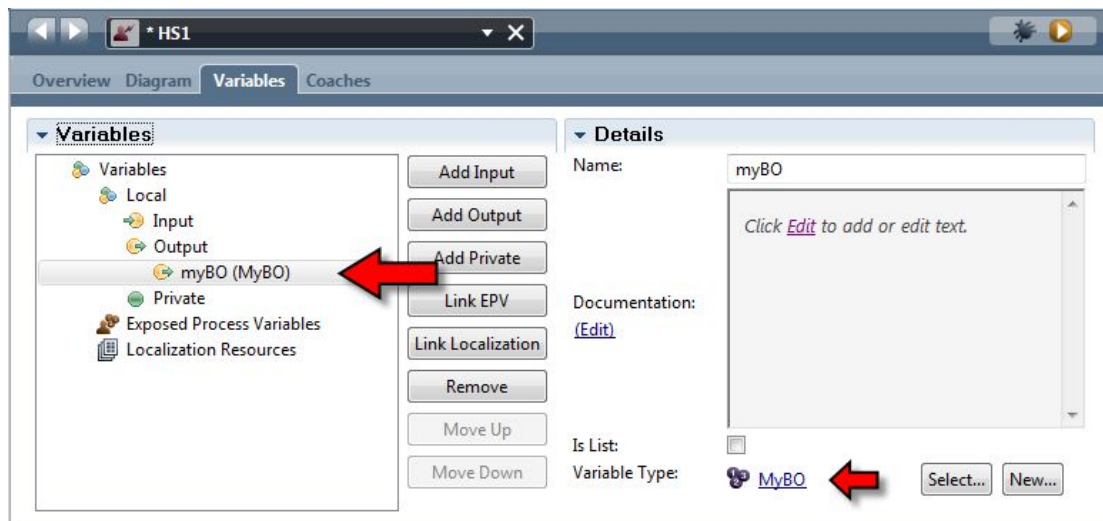 * HS1
Overview Diagram Variables Coaches
Variables
Variables
Local
Input
Output
myBO (MyBO)
Private
Exposed Process Variables
Localization Resources
Add Input
Add Output
Add Private
Link EPV
Link Localization
Remove
Move Up
Move Down
Details
Name: myBO
Documentation:
(Edit)
Click Edit to add or edit text.
Is List:
Variable Type: MyBO Select... New...